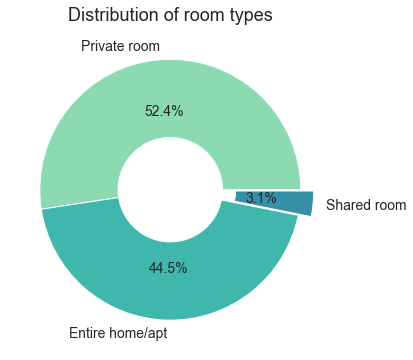 Distribution of room types
Private room
52.4%
3.1%
Shared room
44.5%
Entire home/apt